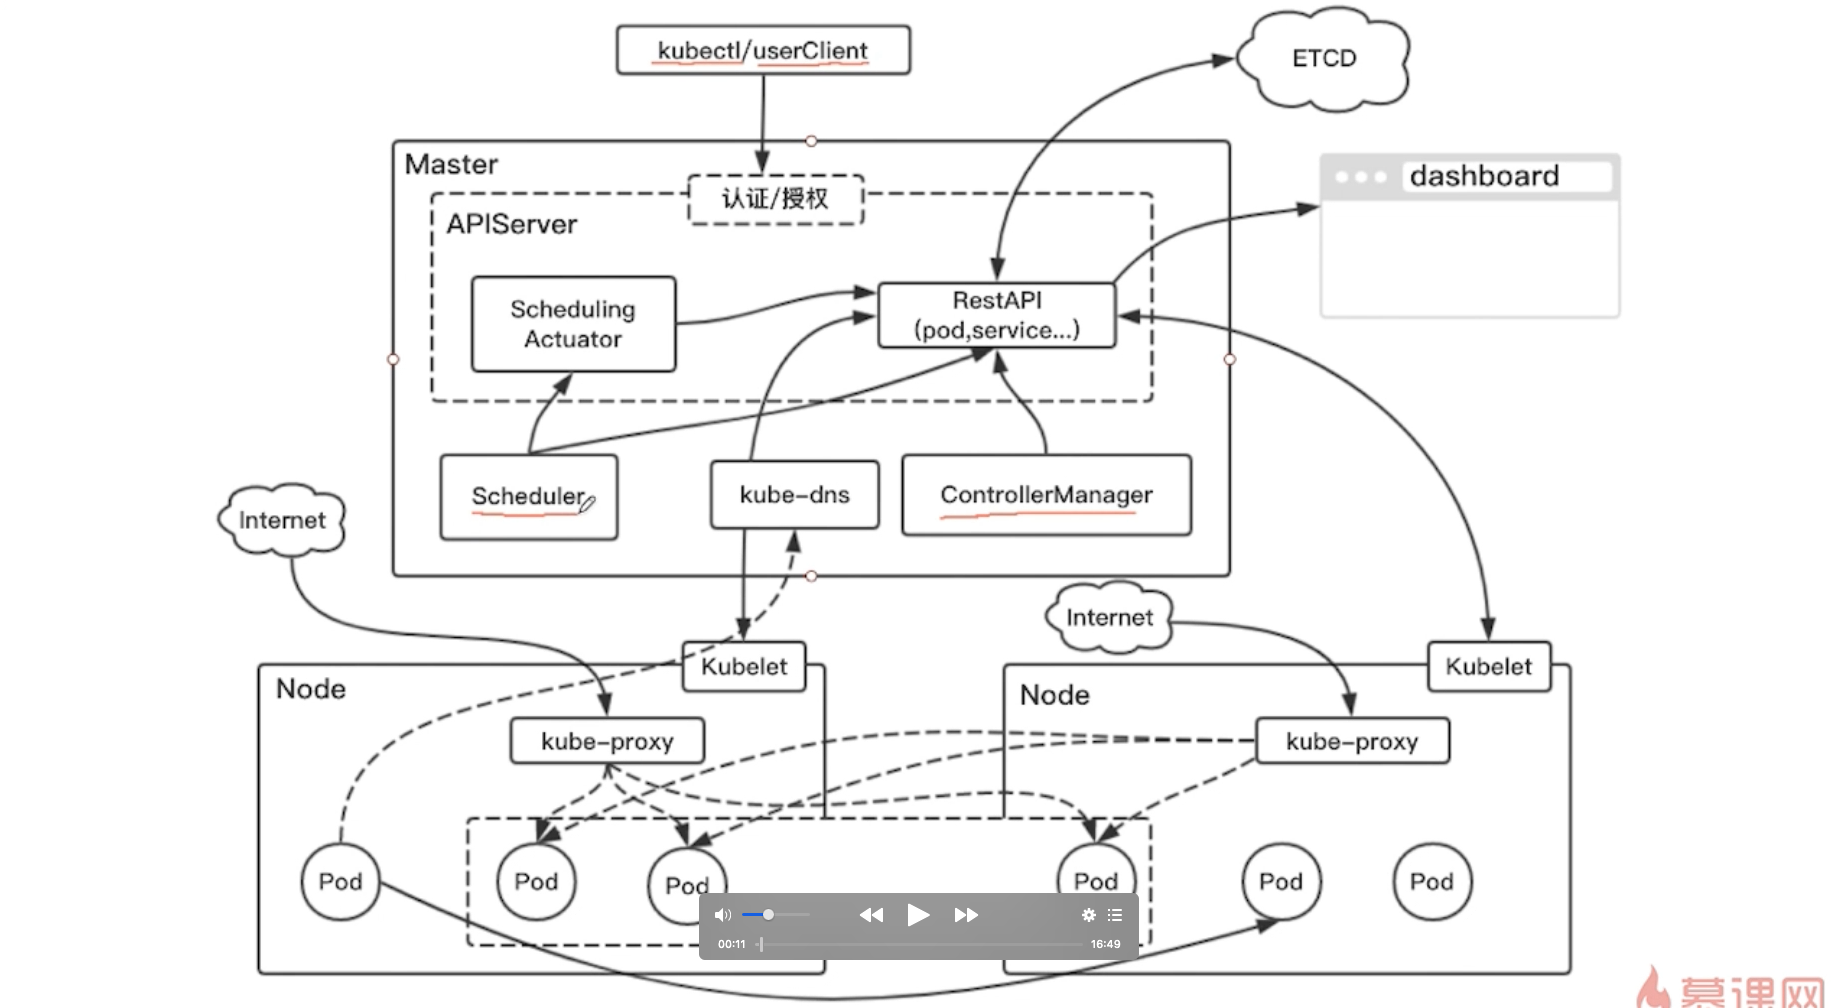 kubectl/userClient
ETCD
Master
认证/授权
dashboard
APIServer
Scheduling
Actuator
RestAPI
(pod,service...)
Scheduler
kube-dns
ControllerManager
Internet
Internet
Kubelet
Kubelet
Node
Node
kube-proxy
kube-proxy
Pod
Pod
Pod
Pod
Pod
Pod
00:11
16:49
慕课网